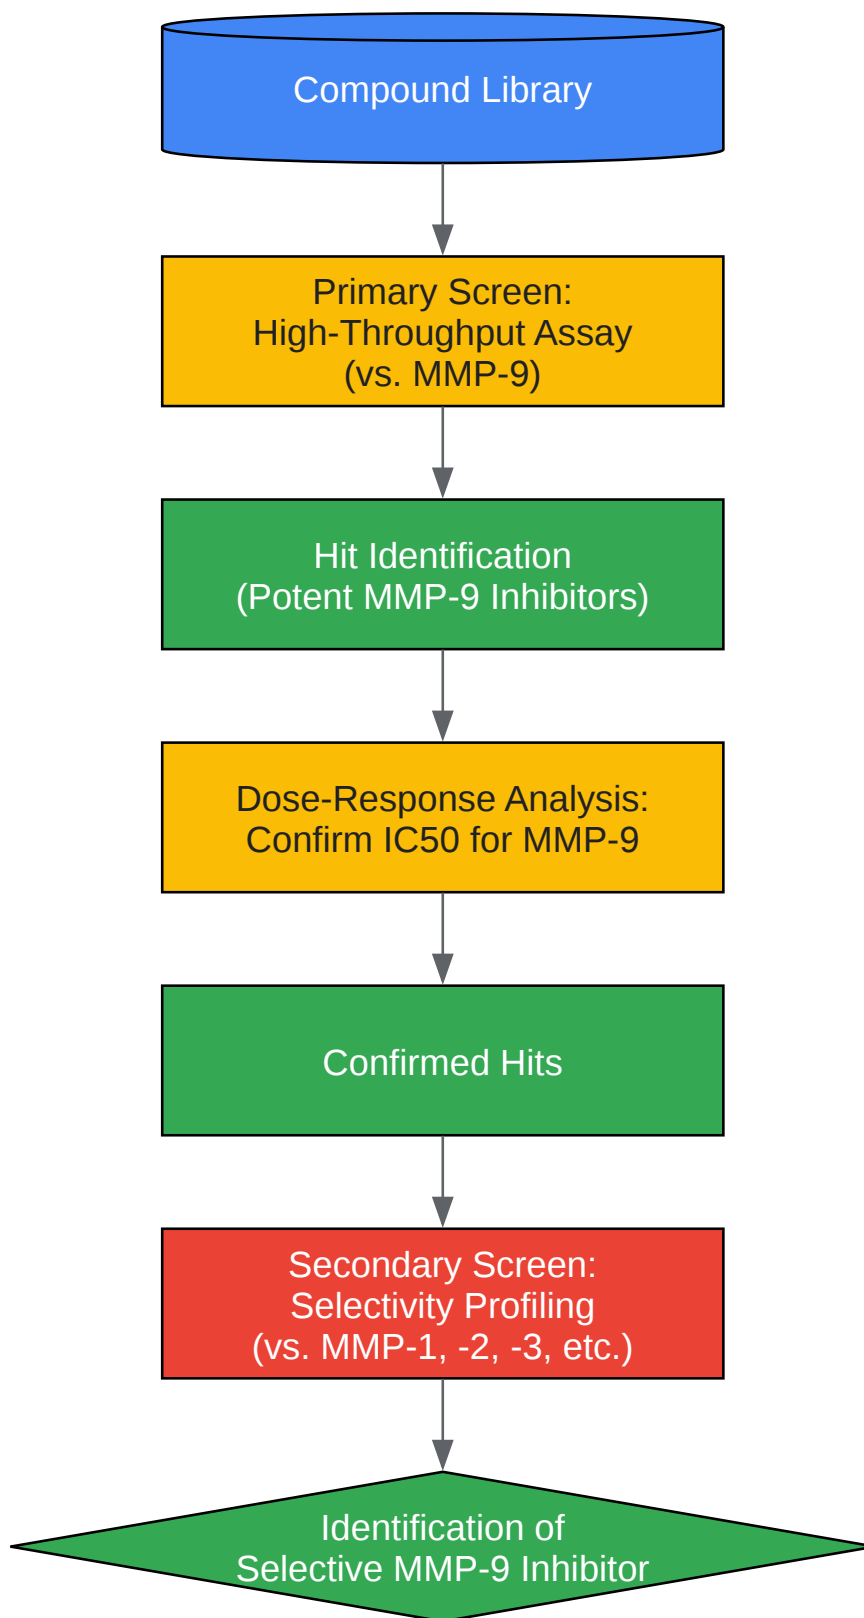 Compound Library
Primary Screen:
High-Throughput Assay
(vs. MMP-9)
Hit Identification
(Potent MMP-9 Inhibitors)
Dose-Response Analysis:
Confirm IC50 for MMP-9
Confirmed Hits
Secondary Screen:
Selectivity Profiling
(vs. MMP-1, -2, -3, etc.)
Identification of
Selective MMP-9 Inhibitor